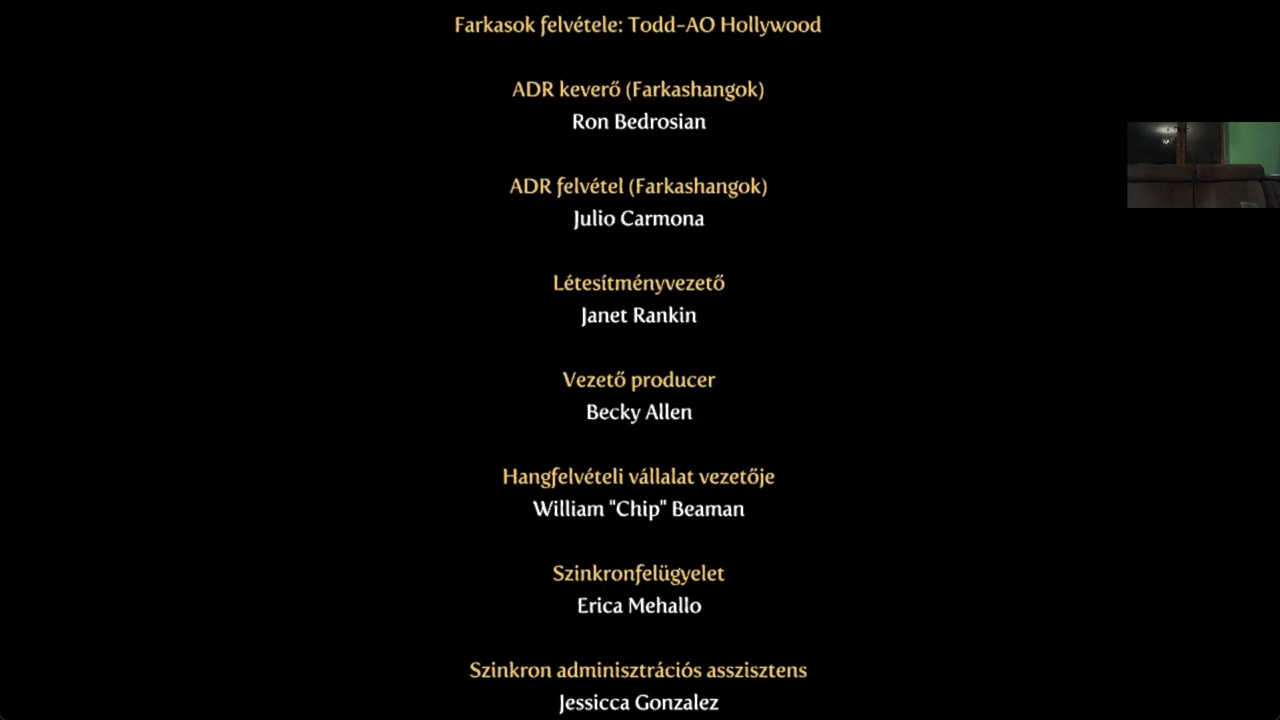 Farkasok felvétele: Todd-AO Hollywood
ADR keverő (Farkashangok)
Ron Bedrosian
ADR felvétel (Farkashangok)
Julio Carmona
Létesítményvezető
Janet Rankin
Vezető producer
Becky Allen
Hangfelvételi vállalat vezetője
William "Chip" Beaman
Szinkronfelügyelet
Erica Mehallo
Szinkron adminisztrációs asszisztens
Jessicca Gonzalez